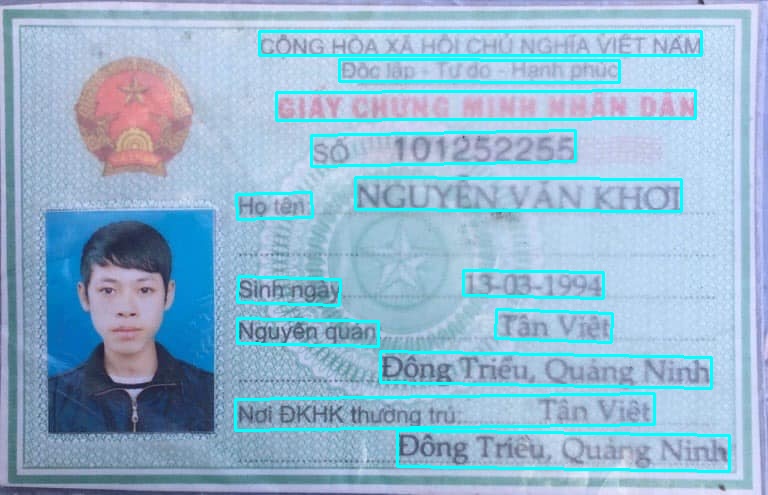 CỘNG HÒA XÃ HỘI CHỦ NGHĨA VIỆT NAM
Độc lập - Tự do - Hạnh phúc
GIẤY CHỨNG MINH NHÂN DÂN
SỐ 101252255
Họ tên: NGUYỄN VĂN KHƠI
Sinh ngày 13-03-1994
Nguyên quán Tân Việt
Đông Triều, Quảng Ninh
Nơi ĐKHK thường trú: Tân Việt
Đông Triều, Quảng Ninh